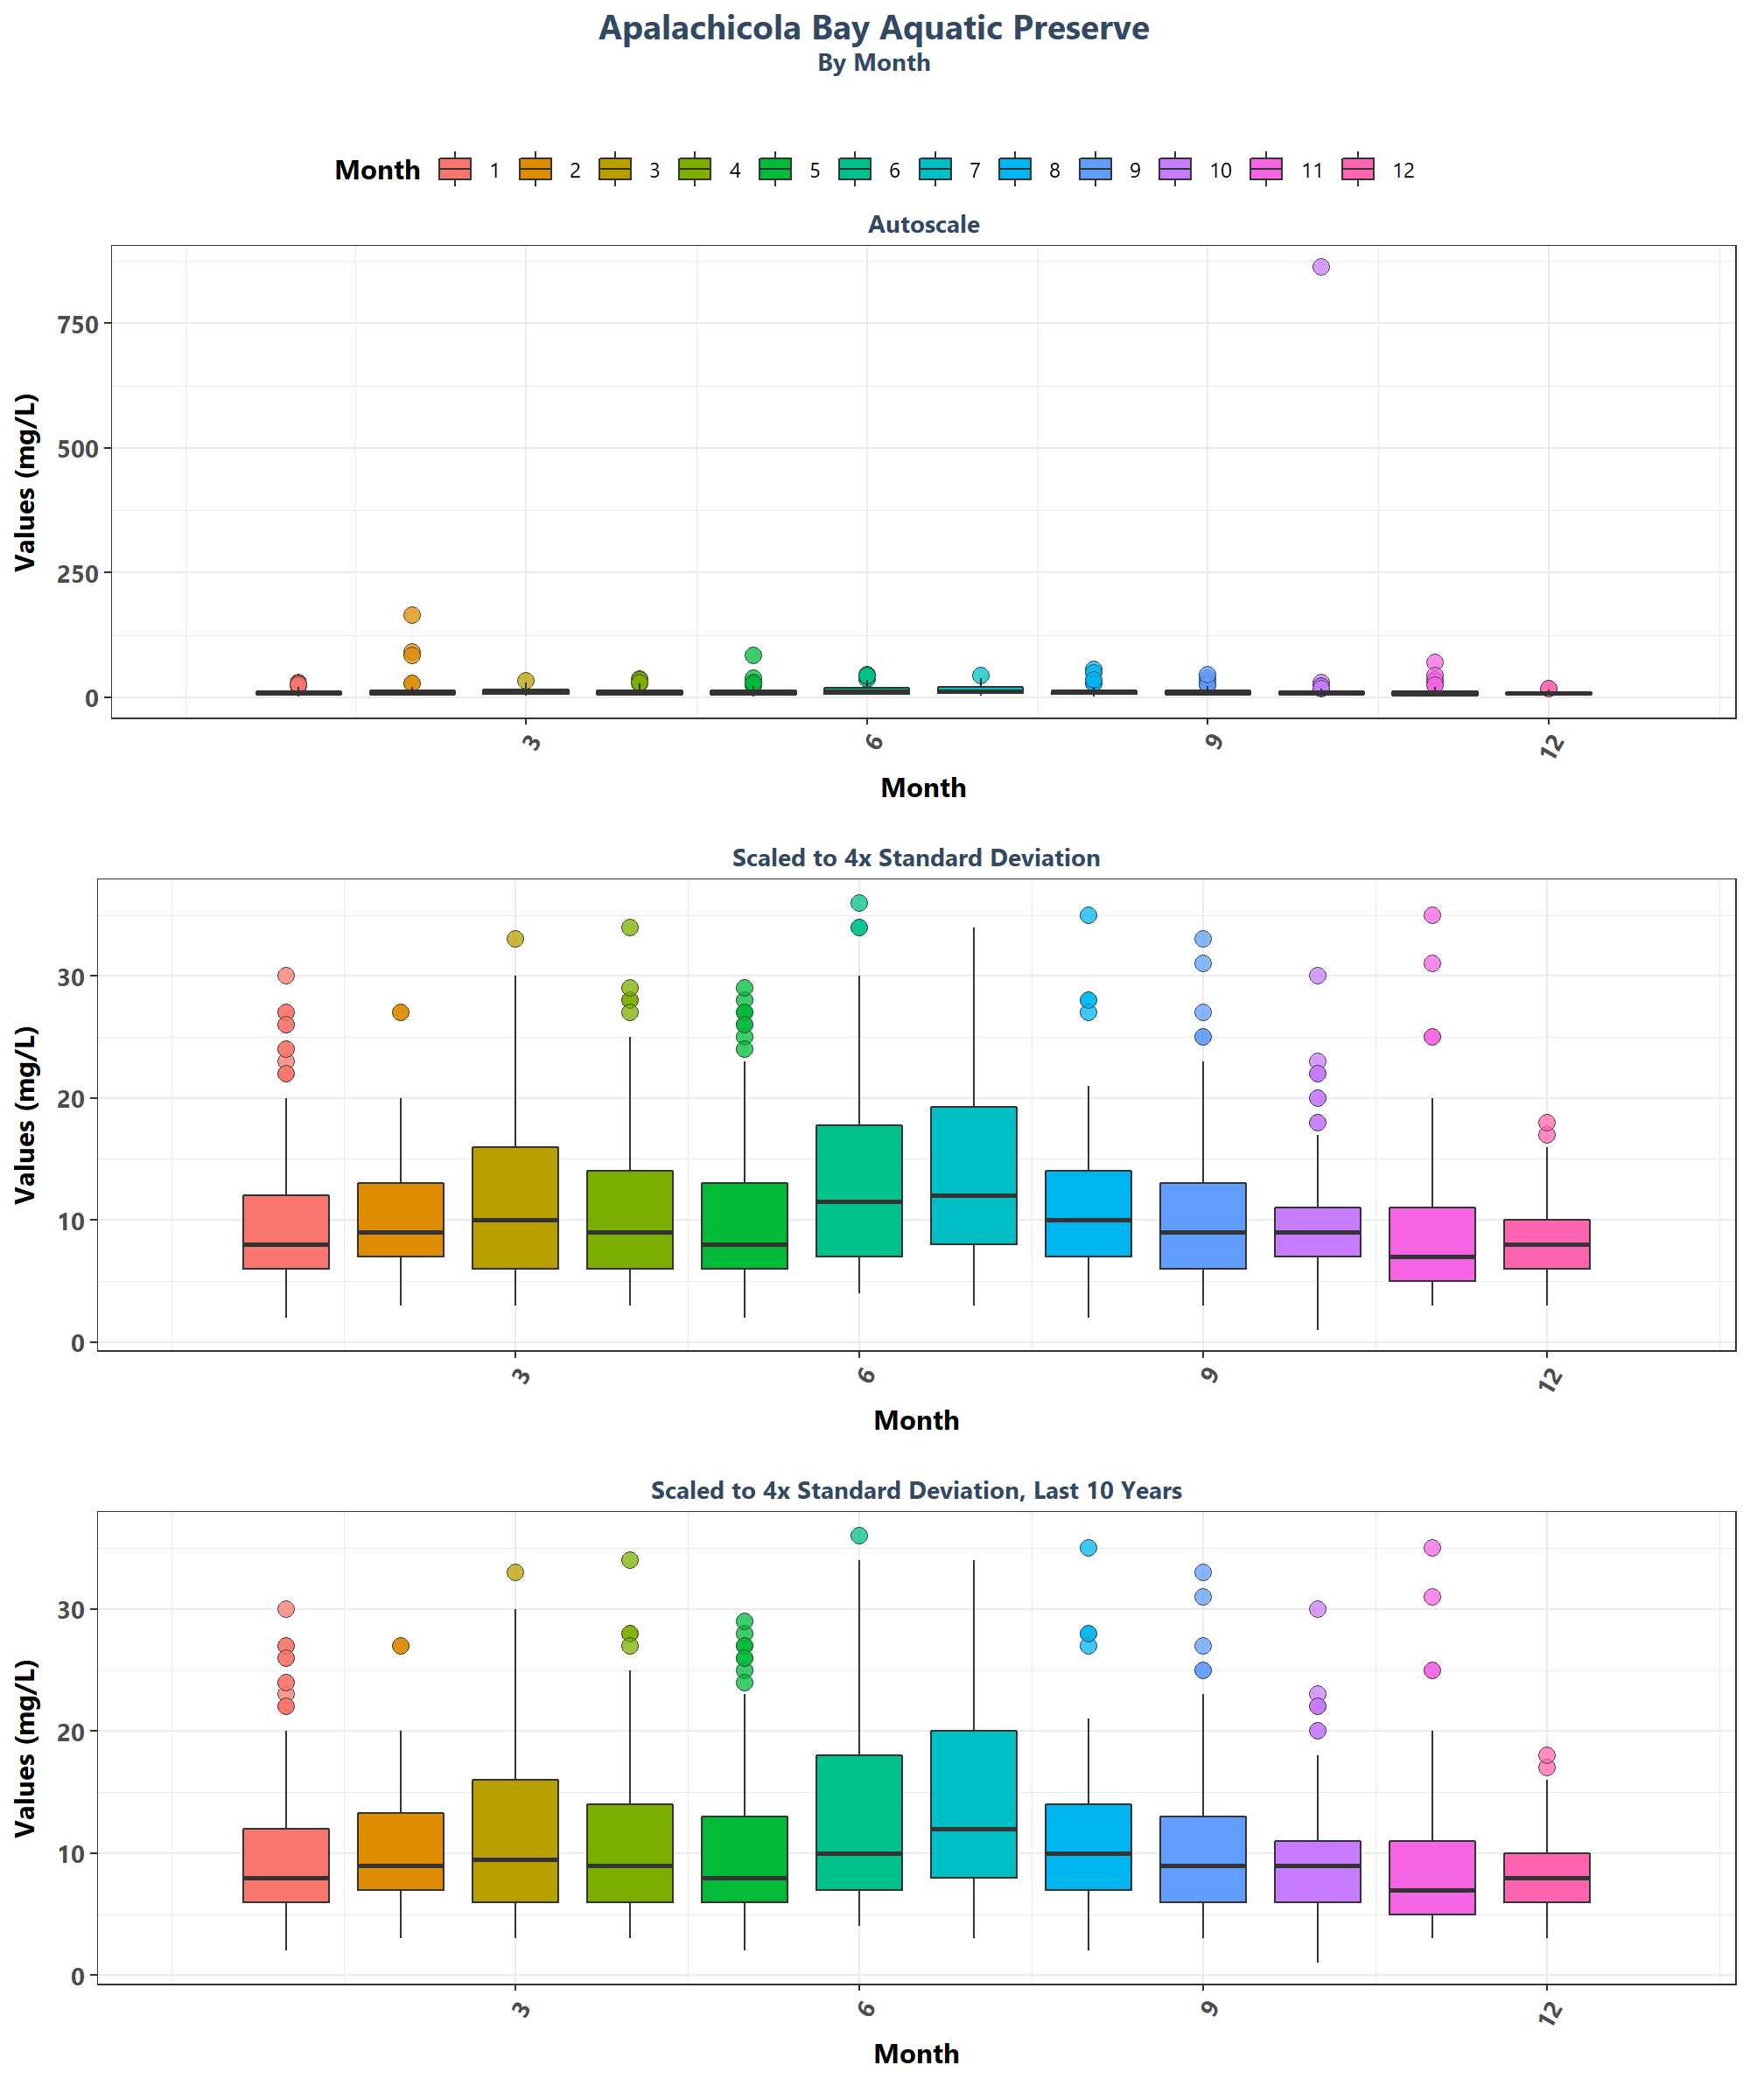 Apalachicola Bay Aquatic Preserve
By Month
Month 1 2 3 4 5 6 7 8 9 10 11 12
Autoscale
Values (mg/L)
750
500
250
0
3 6 9 12
Month
Scaled to 4x Standard Deviation
Values (mg/L)
30
20
10
0
3 6 9 12
Month
Scaled to 4x Standard Deviation, Last 10 Years
Values (mg/L)
30
20
10
0
3 6 9 12
Month